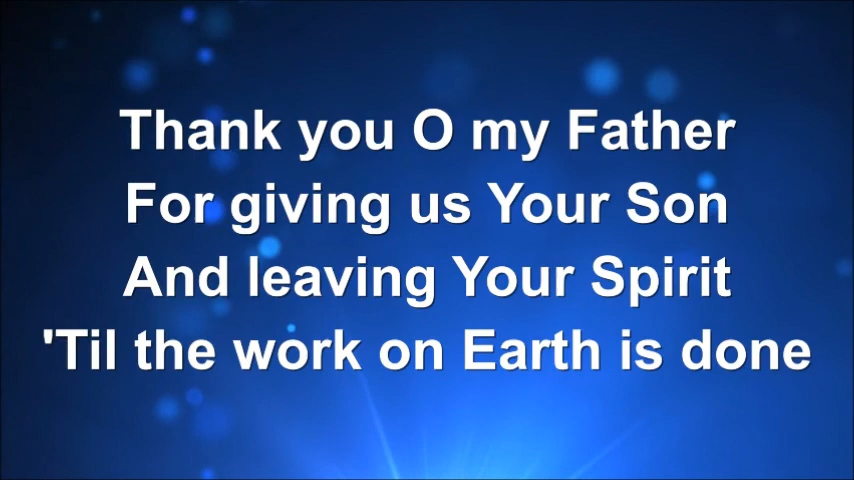 Thank you O my Father
For giving us Your Son
And leaving Your Spirit
'Til the work on Earth is done